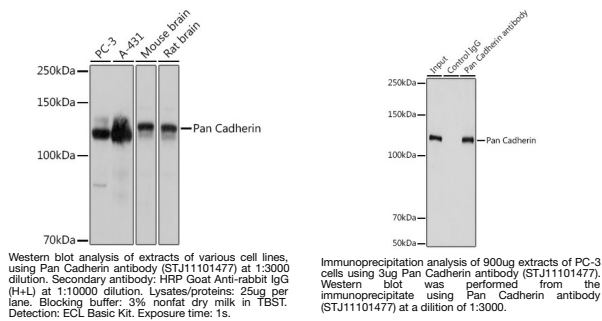 PC-3
A-431
Mouse brain
Rat brain
250kDa
150kDa
100kDa
70kDa
Pan Cadherin
Western blot analysis of extracts of various cell lines,
using Pan Cadherin antibody (STJ11101477) at 1:3000
dilution. Secondary antibody: HRP Goat Anti-rabbit IgG
(H+L) at 1:10000 dilution. Lysates/proteins: 25ug per
lane. Blocking buffer: 3% nonfat dry milk in TBST.
Detection: ECL Basic Kit. Exposure time: 1s.
Input
Control IgG
Pan Cadherin antibody
250kDa
150kDa
100kDa
70kDa
50kDa
Pan Cadherin
Immunoprecipitation analysis of 900ug extracts of PC-3
cells using 3ug Pan Cadherin antibody (STJ11101477).
Western blot was performed from the
immunoprecipitate using Pan Cadherin antibody
(STJ11101477) at a dilition of 1:3000.